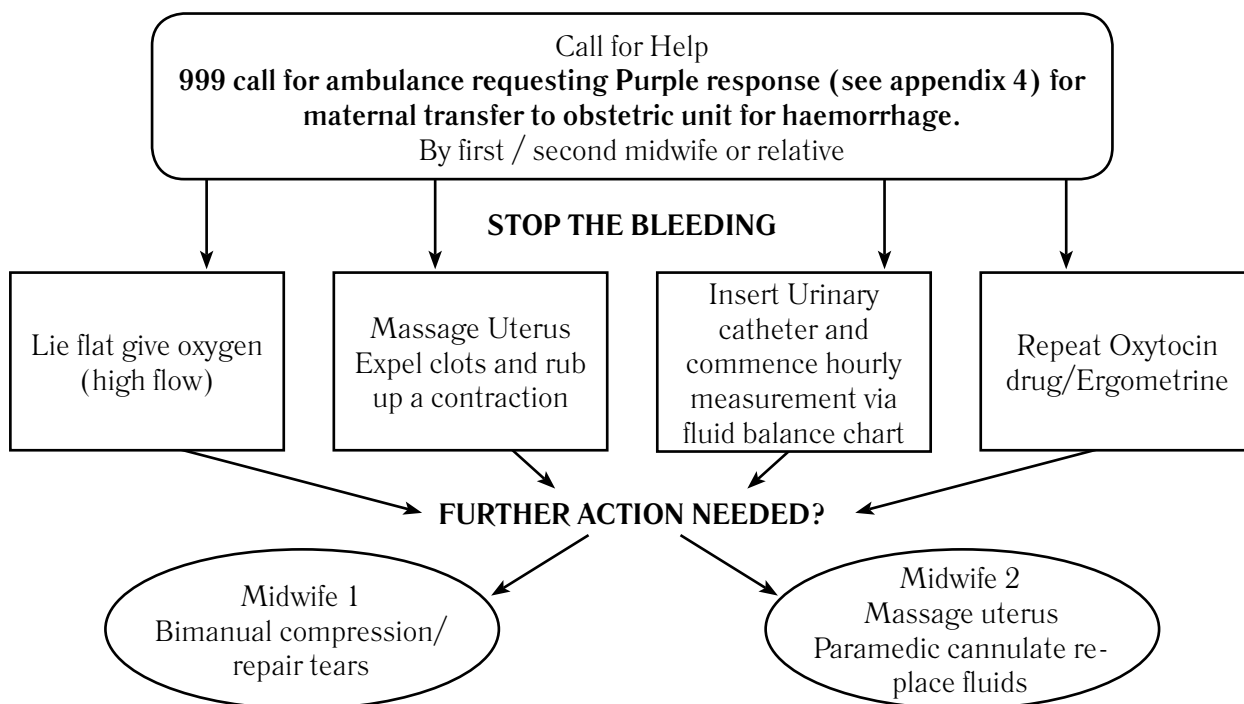 Call for Help
999 call for ambulance requesting Purple response (see appendix 4) for
maternal transfer to obstetric unit for haemorrhage.
By first / second midwife or relative
STOP THE BLEEDING
Lie flat give oxygen
(high flow)
Massage Uterus
Expel clots and rub
up a contraction
Insert Urinary
catheter and
commence hourly
measurement via
fluid balance chart
Repeat Oxytocin
drug/Ergometrine
FURTHER ACTION NEEDED?
Midwife 1
Bimanual compression/
repair tears
Midwife 2
Massage uterus
Paramedic cannulate re-
place fluids